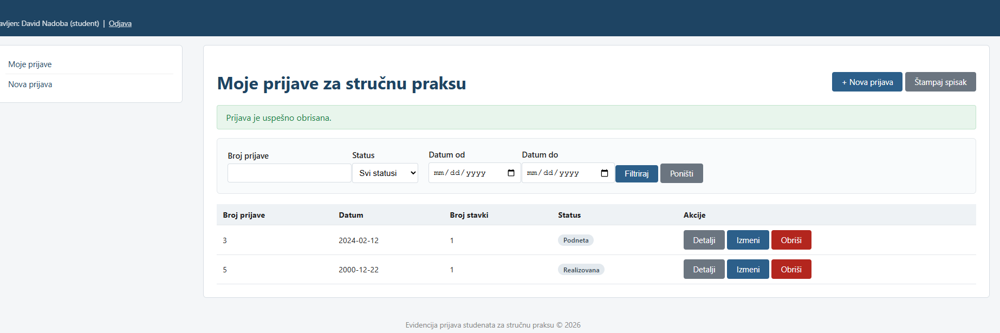 avljen: David Nadoba (student) | Odjava
Moje prijave
Nova prijava
Moje prijave za stručnu praksu
+ Nova prijava
Štampaj spisak
Prijava je uspešno obrisana.
Broj prijave Status Datum od Datum do
Svi statusi mm/dd/yyyy mm/dd/yyyy Filtriraj Poništi
Broj prijave Datum Broj stavki Status Akcije
3 2024-02-12 1 Podneta Detalji Izmeni Obriši
5 2000-12-22 1 Realizovana Detalji Izmeni Obriši
Evidencija prijava studenata za stručnu praksu © 2026